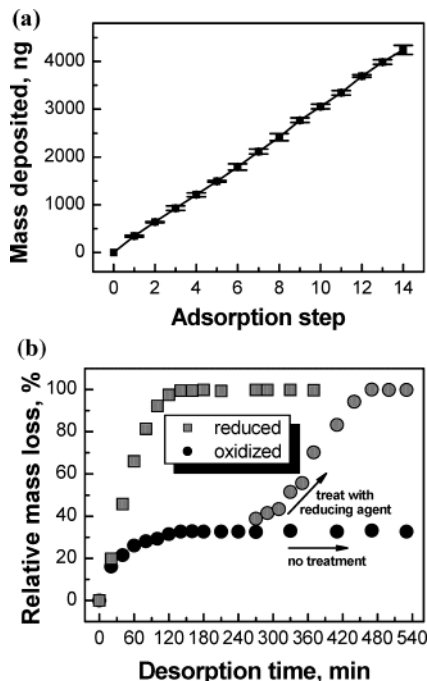 (a)
Mass deposited, ng
4000
3000
2000
1000
0
0 2 4 6 8 10 12 14
Adsorption step
(b)
Relative mass loss, %
100
80
60
40
20
0
reduced
oxidized
treat with
reducing agent
no treatment
0 60 120 180 240 300 360 420 480 540
Desorption time, min